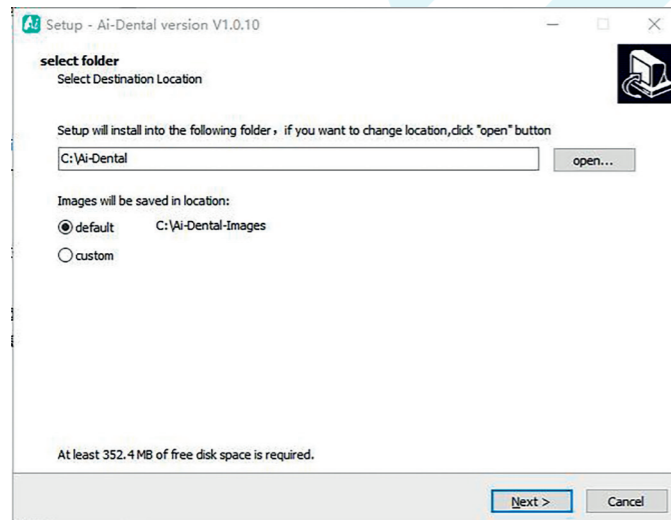 Ai Setup - Ai-Dental version V1.0.10
select folder
Select Destination Location
Setup will install into the following folder，if you want to change location,click "open" button
C:\Ai-Dental
open...
Images will be saved in location:
default C:\Ai-Dental-Images
custom
At least 352.4 MB of free disk space is required.
Next >
Cancel